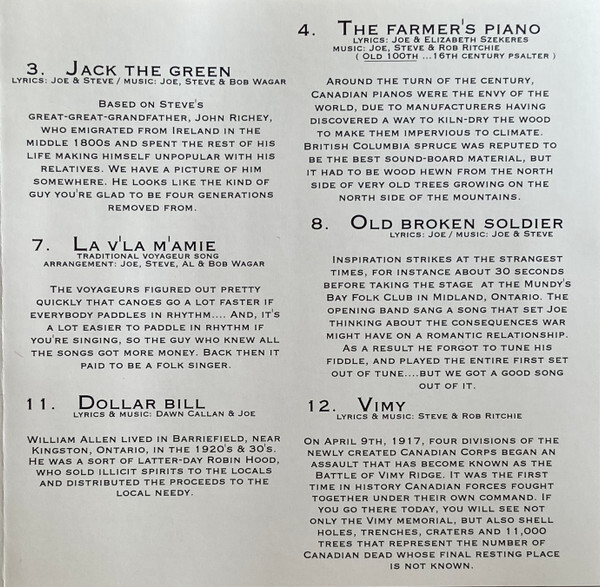 3. Jack the green
lyrics: Joe & Steve / music: Joe, Steve & Bob Wagar
Based on Steve's
great-great-grandfather, John Richey,
who emigrated from Ireland in the
middle 1800s and spent the rest of his
life making himself unpopular with his
relatives. We have a picture of him
somewhere. He looks like the kind of
guy you're glad to be four generations
removed from.
4. The farmer's piano
lyrics: Joe & Elizabeth Szekeres
music: Joe, Steve & Rob Ritchie
( Old 100th ...16th century psalter )
Around the turn of the century,
Canadian pianos were the envy of the
world, due to manufacturers having
discovered a way to kiln-dry the wood
to make them impervious to climate.
British Columbia spruce was reputed to
be the best sound-board material, but
it had to be wood hewn from the north
side of very old trees growing on the
north side of the mountains.
7. La v'la m'amie
traditional voyageur song
arrangement: Joe, Steve, Al & Bob Wagar
The voyageurs figured out pretty
quickly that canoes go a lot faster if
everybody paddles in rhythm.... And, it's
a lot easier to paddle in rhythm if
you're singing, so the guy who knew all
the songs got more money. Back then it
paid to be a folk singer.
8. Old broken soldier
lyrics: Joe / music: Joe & Steve
Inspiration strikes at the strangest
times, for instance about 30 seconds
before taking the stage at the Mundy's
Bay Folk Club in Midland, Ontario. The
opening band sang a song that set Joe
thinking about the consequences war
might have on a romantic relationship.
As a result he forgot to tune his
fiddle, and played the entire first set
out of tune....but we got a good song
out of it.
11. Dollar bill
lyrics & music: Dawn Callan & Joe
William Allen lived in Barriefield, near
Kingston, Ontario, in the 1920's & 30's.
He was a sort of latter-day Robin Hood,
who sold illicit spirits to the locals
and distributed the proceeds to the
local needy.
12. Vimy
lyrics & music: Steve & Rob Ritchie
On April 9th, 1917, four divisions of the
newly created Canadian Corps began an
assault that has become known as the
Battle of Vimy Ridge. It was the first
time in history Canadian forces fought
together under their own command. If
you go there today, you will see not
only the Vimy Memorial, but also shell
holes, trenches, craters and 11,000
trees that represent the number of
Canadian dead whose final resting place
is not known.